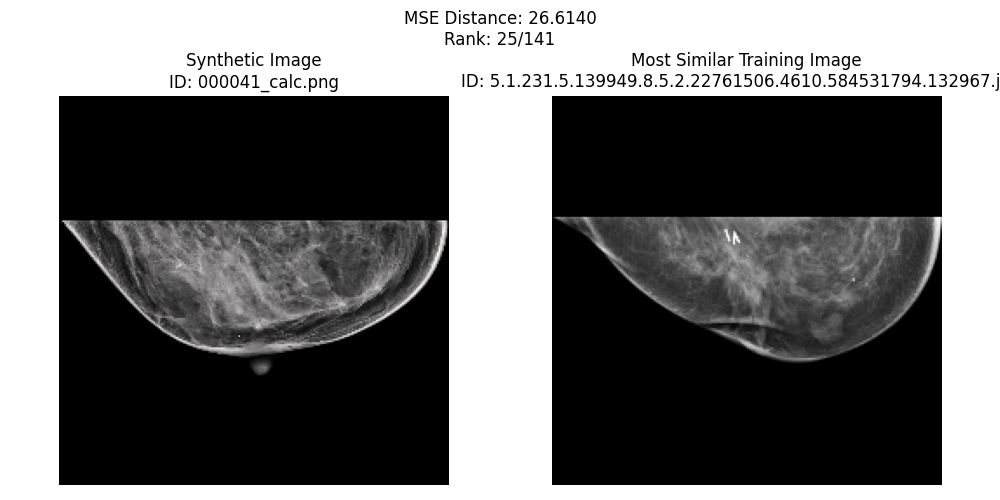 MSE Distance: 26.6140
Rank: 25/141
Synthetic Image
ID: 000041_calc.png
Most Similar Training Image
ID: 5.1.231.5.139949.8.5.2.22761506.4610.584531794.132967.j